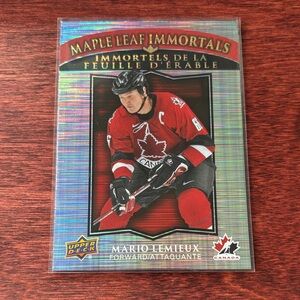 MAPLE LEAF IMMORTALS
IMMORTELS DE LA
FEUILLE D'ÉRABLE
C
UPPER DECK
MARIO LEMIEUX
FORWARD/ATTAQUANTE
CANADA